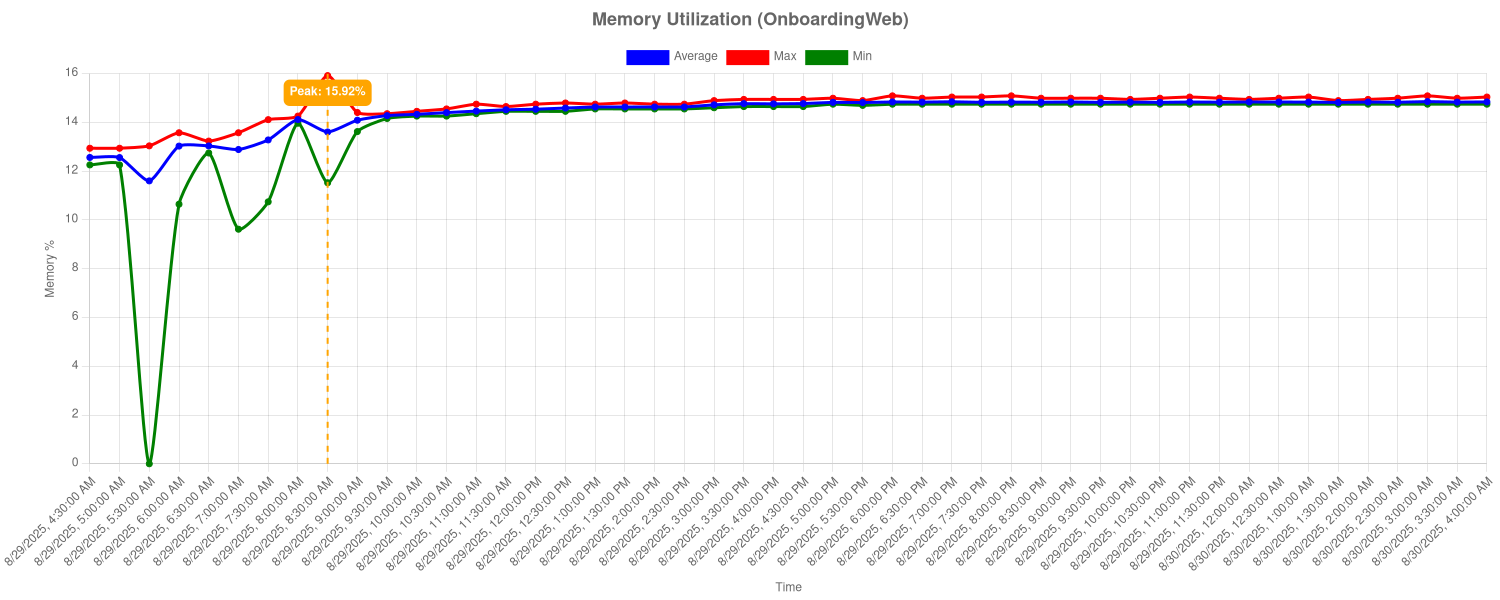 Memory Utilization (OnboardingWeb)
Average Max Min
Peak: 15.92%
Memory %
16
14
12
10
8
6
4
2
0
8/29/2025, 4:30:00 AM
8/29/2025, 5:00:00 AM
8/29/2025, 5:30:00 AM
8/29/2025, 6:00:00 AM
8/29/2025, 6:30:00 AM
8/29/2025, 7:00:00 AM
8/29/2025, 7:30:00 AM
8/29/2025, 8:00:00 AM
8/29/2025, 8:30:00 AM
8/29/2025, 9:00:00 AM
8/29/2025, 9:30:00 AM
8/29/2025, 10:00:00 AM
8/29/2025, 10:30:00 AM
8/29/2025, 11:00:00 AM
8/29/2025, 11:30:00 AM
8/29/2025, 12:00:00 PM
8/29/2025, 12:30:00 PM
8/29/2025, 1:00:00 PM
8/29/2025, 1:30:00 PM
8/29/2025, 2:00:00 PM
8/29/2025, 2:30:00 PM
8/29/2025, 3:00:00 PM
8/29/2025, 3:30:00 PM
8/29/2025, 4:00:00 PM
8/29/2025, 4:30:00 PM
8/29/2025, 5:00:00 PM
8/29/2025, 5:30:00 PM
8/29/2025, 6:00:00 PM
8/29/2025, 6:30:00 PM
8/29/2025, 7:00:00 PM
8/29/2025, 7:30:00 PM
8/29/2025, 8:00:00 PM
8/29/2025, 8:30:00 PM
8/29/2025, 9:00:00 PM
8/29/2025, 9:30:00 PM
8/29/2025, 10:00:00 PM
8/29/2025, 10:30:00 PM
8/29/2025, 11:00:00 PM
8/29/2025, 11:30:00 PM
8/30/2025, 12:00:00 AM
8/30/2025, 12:30:00 AM
8/30/2025, 1:00:00 AM
8/30/2025, 1:30:00 AM
8/30/2025, 2:00:00 AM
8/30/2025, 2:30:00 AM
8/30/2025, 3:00:00 AM
8/30/2025, 3:30:00 AM
8/30/2025, 4:00:00 AM
Time